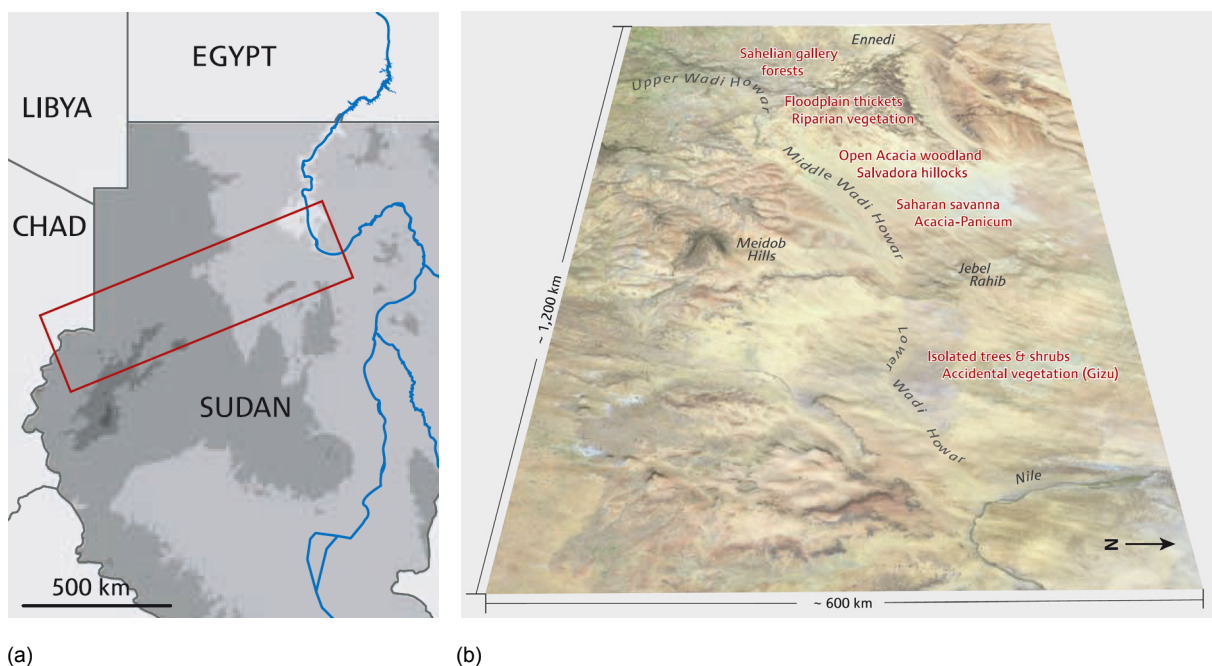 EGYPT
LIBYA
CHAD
SUDAN
500 km
(a)
Ennedi
Sahelian gallery
forests
Upper Wadi Howar
Floodplain thickets
Riparian vegetation
Open Acacia woodland
Salvadora hillocks
Middle Wadi Howar
Saharan savanna
Acacia-Panicum
Meidob
Hills
Jebel
Rahib
~ 1,200 km
Lower Wadi Howar
Isolated trees & shrubs
Accidental vegetation (Gizu)
Nile
N
~ 600 km
(b)